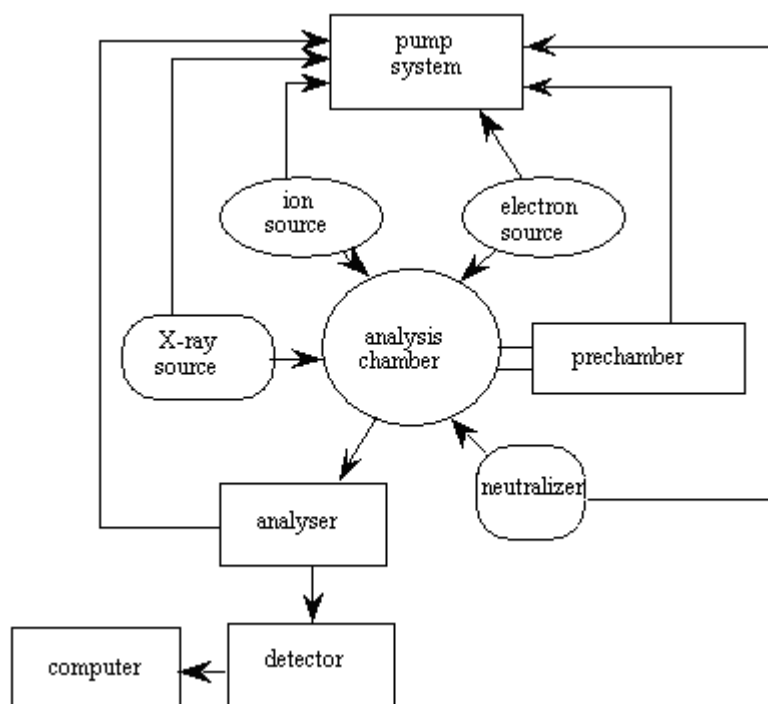 pump
system
ion
source
electron
source
X-ray
source
analysis
chamber
prechamber
neutralizer
analyser
computer
detector